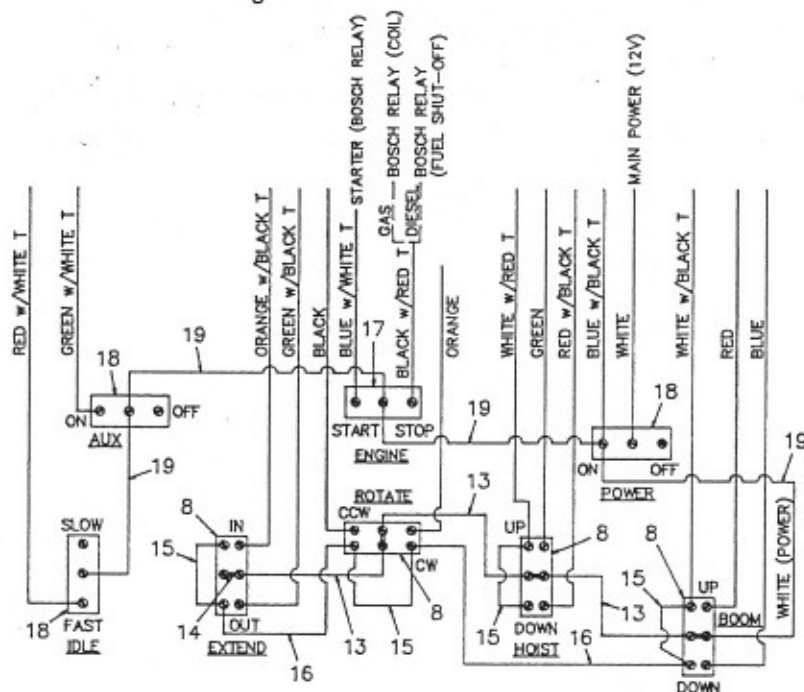 STARTER (BOSCH RELAY)
GAS BOSCH RELAY (COIL)
DIESEL BOSCH RELAY
(FUEL SHUT-OFF)
MAIN POWER (12V)
RED w/WHITE T
GREEN w/WHITE T
ORANGE w/BLACK T
GREEN w/BLACK T
BLACK
BLUE w/WHITE T
BLACK w/RED T
ORANGE
WHITE w/RED T
GREEN
RED w/BLACK T
BLUE w/BLACK T
WHITE
WHITE w/BLACK T
RED
BLUE
18
19
17
ON
OFF
AUX
START
STOP
ENGINE
19
18
ON
OFF
POWER
19
19
SLOW
18
FAST
IDLE
8
IN
15
14
OUT
EXTEND
16
13
ROTATE
CCW
CW
8
15
13
UP
8
15
DOWN
HOIST
13
16
8
UP
15
BOOM
DOWN
WHITE (POWER)